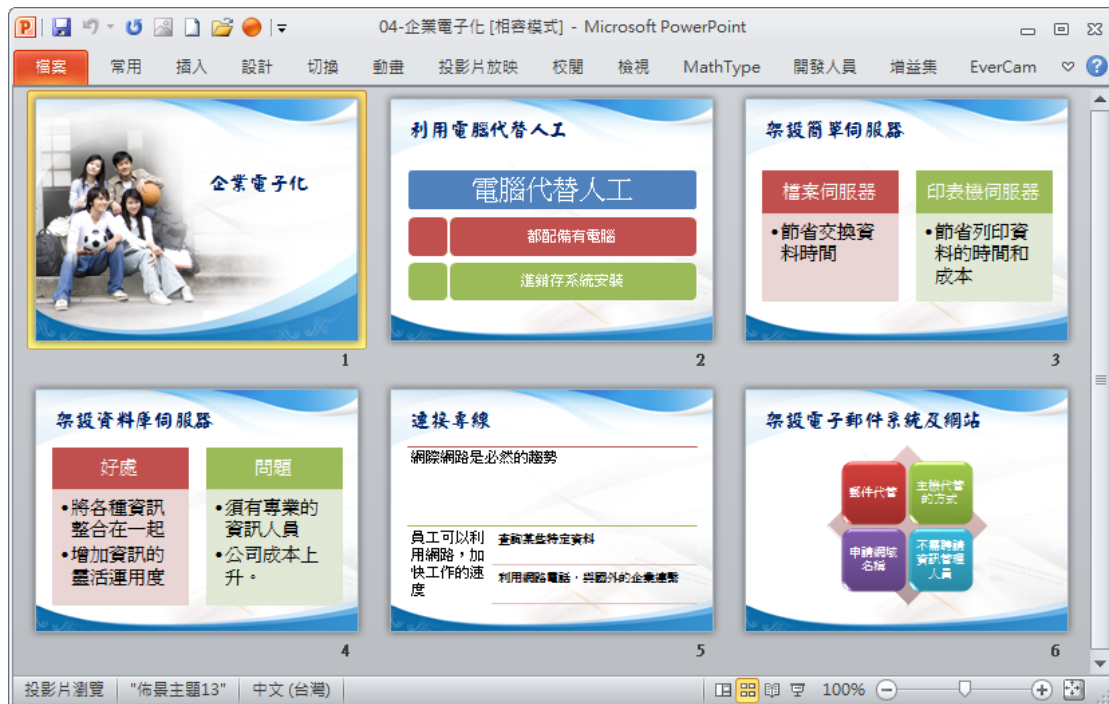 04-企業電子化 [相容模式] - Microsoft PowerPoint
檔案 常用 插入 設計 切換 動畫 投影片放映 校閱 檢視 MathType 開發人員 增益集 EverCam
企業電子化
1
利用電腦代替人工
電腦代替人工
都配備有電腦
進銷存系統安裝
2
架設簡單伺服器
檔案伺服器
•節省交換資
料時間
印表機伺服器
•節省列印資
料的時間和
成本
3
架設資料庫伺服器
好處
•將各種資訊
整合在一起
•增加資訊的
靈活運用度
問題
•須有專業的
資訊人員
•公司成本上
升。
4
連接專線
網際網路是必然的趨勢
員工可以利
用網路，加
快工作的速
度
查詢某些特定資料
利用網路電話，與國外的企業連繫
5
架設電子郵件系統及網站
郵件代管
主機代管
的方式
申請網域
名稱
不需聘請
資訊管理
人員
6
投影片瀏覽 "佈景主題13" 中文 (台灣) 100%